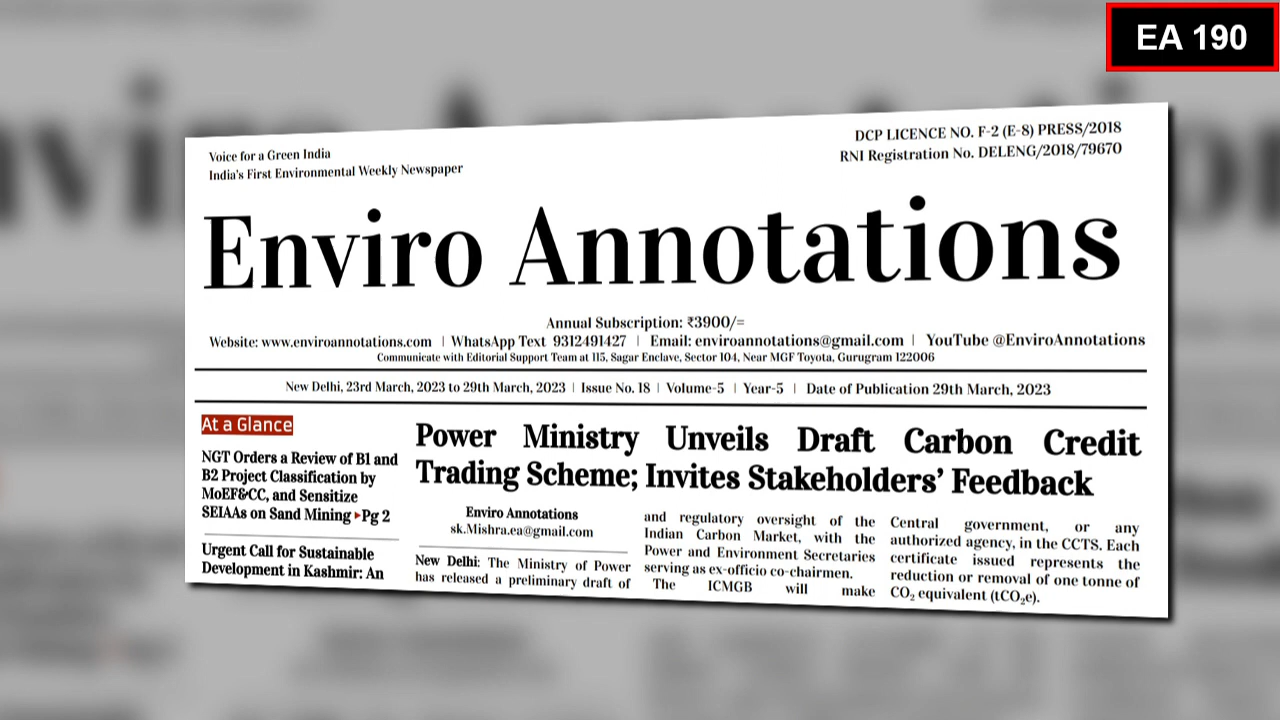 EA 190
Voice for a Green India
India's First Environmental Weekly Newspaper
DCP LICENCE NO. F-2 (E-8) PRESS/2018
RNI Registration No. DELENG/2018/79670
Enviro Annotations
Annual Subscription: ₹3900/=
Website: www.enviroannotations.com | WhatsApp Text 9312491427 | Email: enviroannotations@gmail.com | YouTube @EnviroAnnotations
Communicate with Editorial Support Team at 115, Sagar Enclave, Sector 104, Near MGF Toyota, Gurugram 122006
New Delhi, 23rd March, 2023 to 29th March, 2023 | Issue No. 18 | Volume-5 | Year-5 | Date of Publication 29th March, 2023
At a Glance
NGT Orders a Review of B1 and
B2 Project Classification by
MoEF&CC, and Sensitize
SEIAAs on Sand Mining ▸Pg 2
Urgent Call for Sustainable
Development in Kashmir: An
Power Ministry Unveils Draft Carbon Credit
Trading Scheme; Invites Stakeholders' Feedback
Enviro Annotations
sk.Mishra.ea@gmail.com
New Delhi: The Ministry of Power
has released a preliminary draft of
and regulatory oversight of the
Indian Carbon Market, with the
Power and Environment Secretaries
serving as ex-officio co-chairmen.
The ICMGB will make
Central government, or any
authorized agency, in the CCTS. Each
certificate issued represents the
reduction or removal of one tonne of
CO₂ equivalent (tCO₂e).